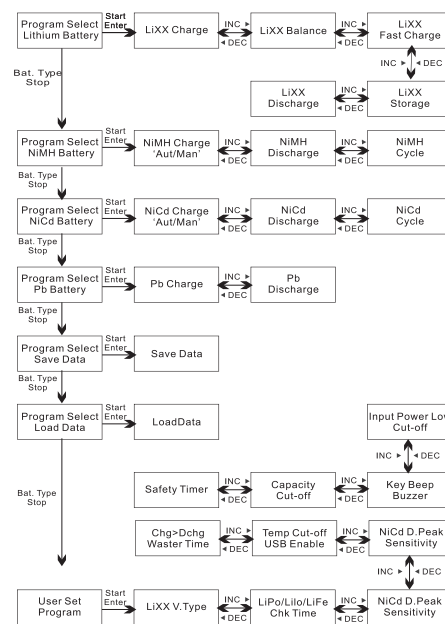 Program Select
Lithium Battery
Start
Enter
LiXX Charge
INC ►
◄ DEC
LiXX Balance
INC ►
◄ DEC
LiXX
Fast Charge
INC ►
◄ DEC
Bat. Type
Stop
LiXX
Discharge
INC ►
◄ DEC
LiXX
Storage
Program Select
NiMH Battery
Start
Enter
NiMH Charge
'Aut/Man'
INC ►
◄ DEC
NiMH
Discharge
INC ►
◄ DEC
NiMH
Cycle
Bat. Type
Stop
Program Select
NiCd Battery
Start
Enter
NiCd Charge
'Aut/Man'
INC ►
◄ DEC
NiCd
Discharge
INC ►
◄ DEC
NiCd
Cycle
Bat. Type
Stop
Program Select
Pb Battery
Start
Enter
Pb Charge
INC ►
◄ DEC
Pb
Discharge
Bat. Type
Stop
Program Select
Save Data
Start
Enter
Save Data
Bat. Type
Stop
Program Select
Load Data
Start
Enter
LoadData
Input Power Lo
Cut-off
INC ►
◄ DEC
Bat. Type
Stop
Safety Timer
INC ►
◄ DEC
Capacity
Cut-off
INC ►
◄ DEC
Key Beep
Buzzer
Chg>Dchg
Waster Time
INC ►
◄ DEC
Temp Cut-off
USB Enable
INC ►
◄ DEC
NiCd D.Peak
Sensitivity
INC ►
◄ DEC
User Set
Program
Start
Enter
LiXX V.Type
INC ►
◄ DEC
LiPo/LiIo/LiFe
Chk Time
INC ►
◄ DEC
NiCd D.Peak
Sensitivity